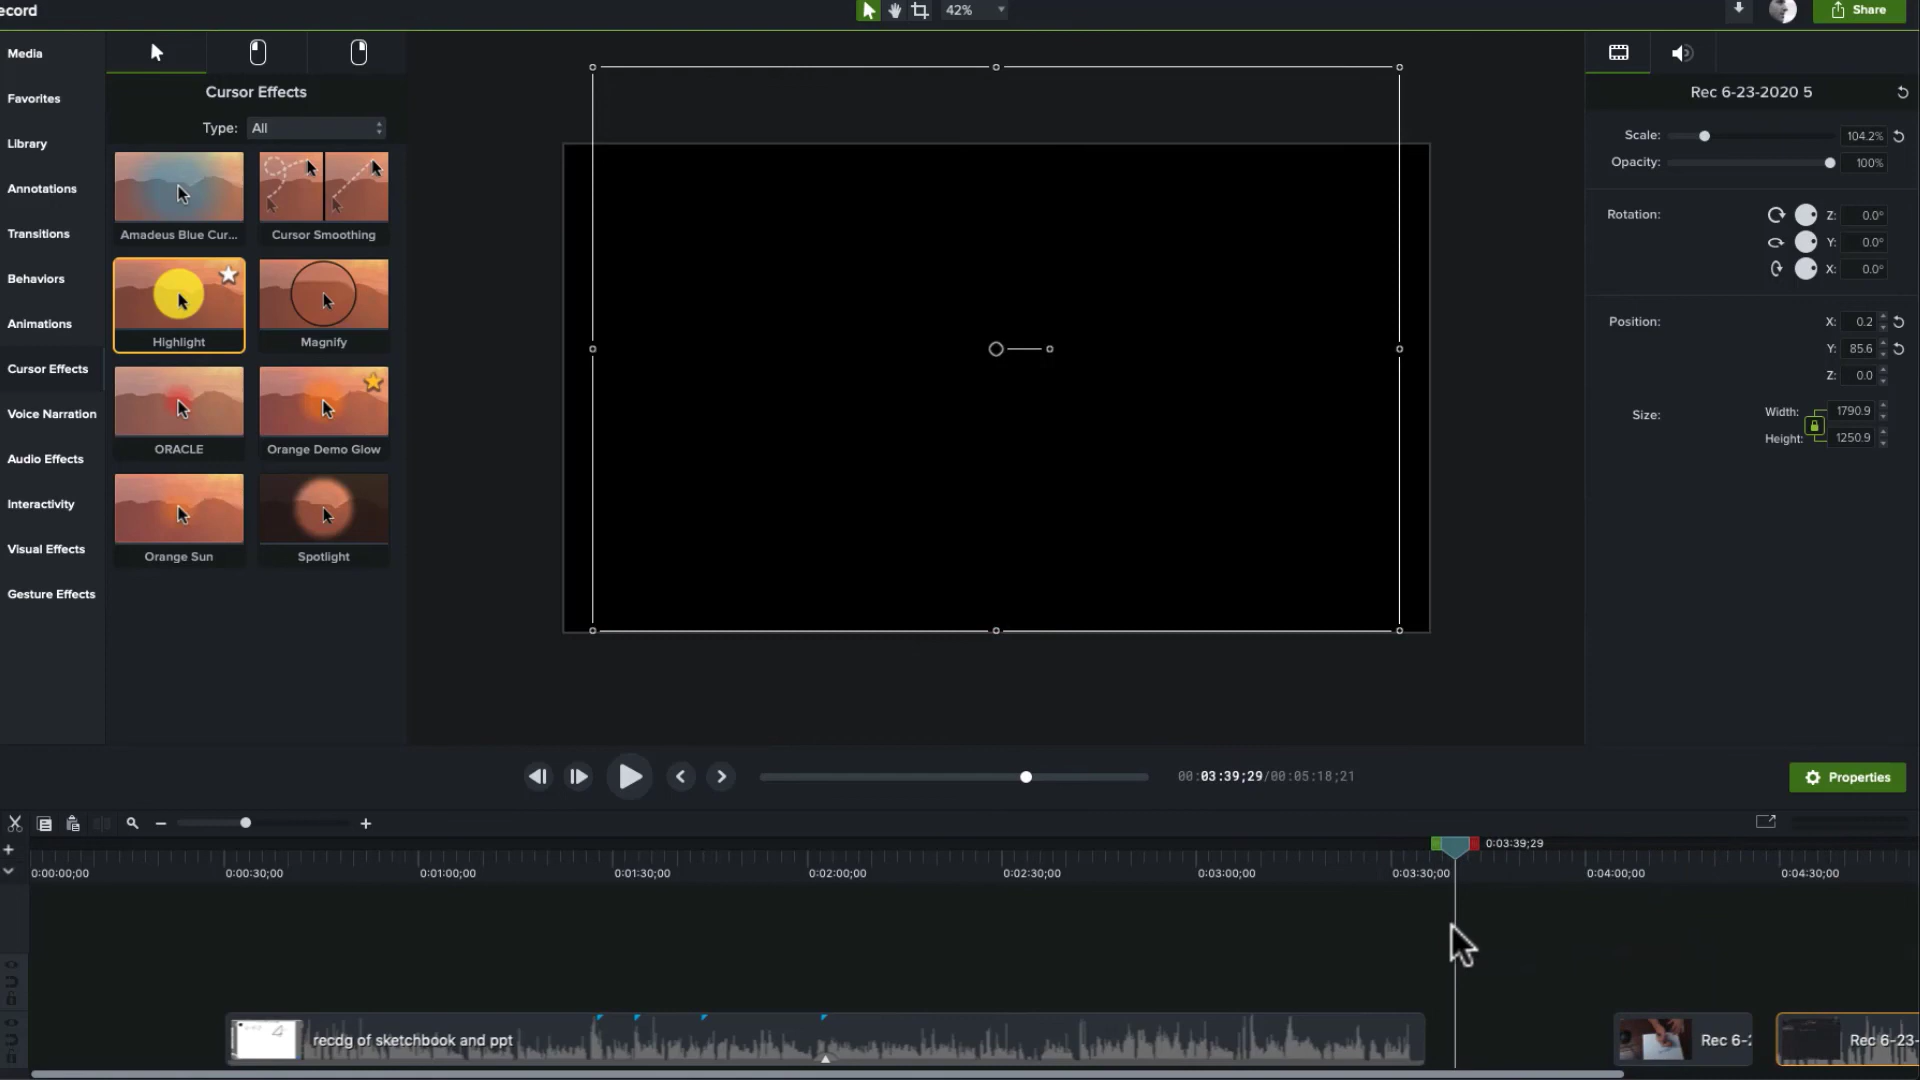 ecord
42%
Share
Media
Favorites
Library
Annotations
Transitions
Behaviors
Animations
Cursor Effects
Voice Narration
Audio Effects
Interactivity
Visual Effects
Gesture Effects
Cursor Effects
Type: All
Amadeus Blue Cur...
Cursor Smoothing
Highlight
Magnify
ORACLE
Orange Demo Glow
Orange Sun
Spotlight
Rec 6-23-2020 5
Scale: 104.2%
Opacity: 100%
Rotation: Z: 0.0°
Y: 0.0°
X: 0.0°
Position: X: 0.2
Y: 85.6
Z: 0.0
Size: Width: 1790.9
Height: 1250.9
00:03:39;29/00:05:18;21
Properties
0:03:39;29
0:00:00;00
0:00:30;00
0:01:00;00
0:01:30;00
0:02:00;00
0:02:30;00
0:03:00;00
0:03:30;00
0:04:00;00
0:04:30;00
recdg of sketchbook and ppt
Rec 6-2
Rec 6-23-